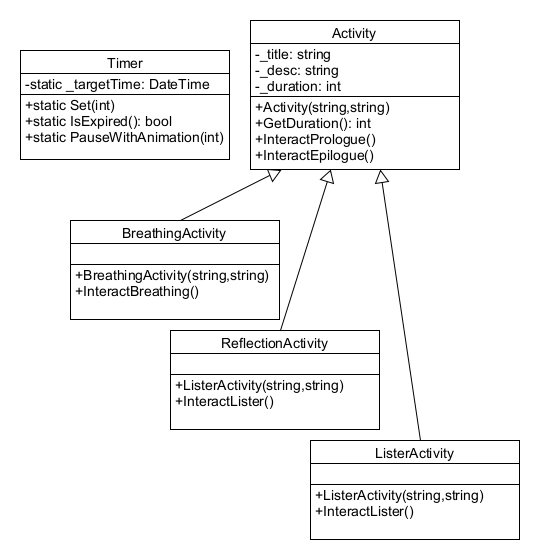 Timer
-static _targetTime: DateTime
+static Set(int)
+static IsExpired(): bool
+static PauseWithAnimation(int)
Activity
-_title: string
-_desc: string
-_duration: int
+Activity(string,string)
+GetDuration(): int
+InteractPrologue()
+InteractEpilogue()
BreathingActivity
+BreathingActivity(string,string)
+InteractBreathing()
ReflectionActivity
+ListerActivity(string,string)
+InteractLister()
ListerActivity
+ListerActivity(string,string)
+InteractLister()